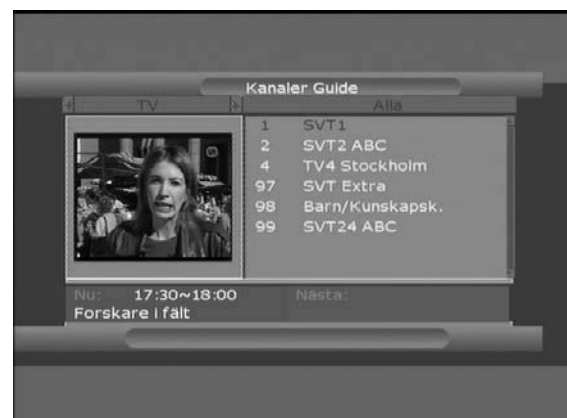 Kanaler Guide
TV
Alla
1 SVT1
2 SVT2 ABC
4 TV4 Stockholm
97 SVT Extra
98 Barn/Kunskapsk.
99 SVT24 ABC
Nu: 17:30~18:00
Nästa:
Forskare i fält